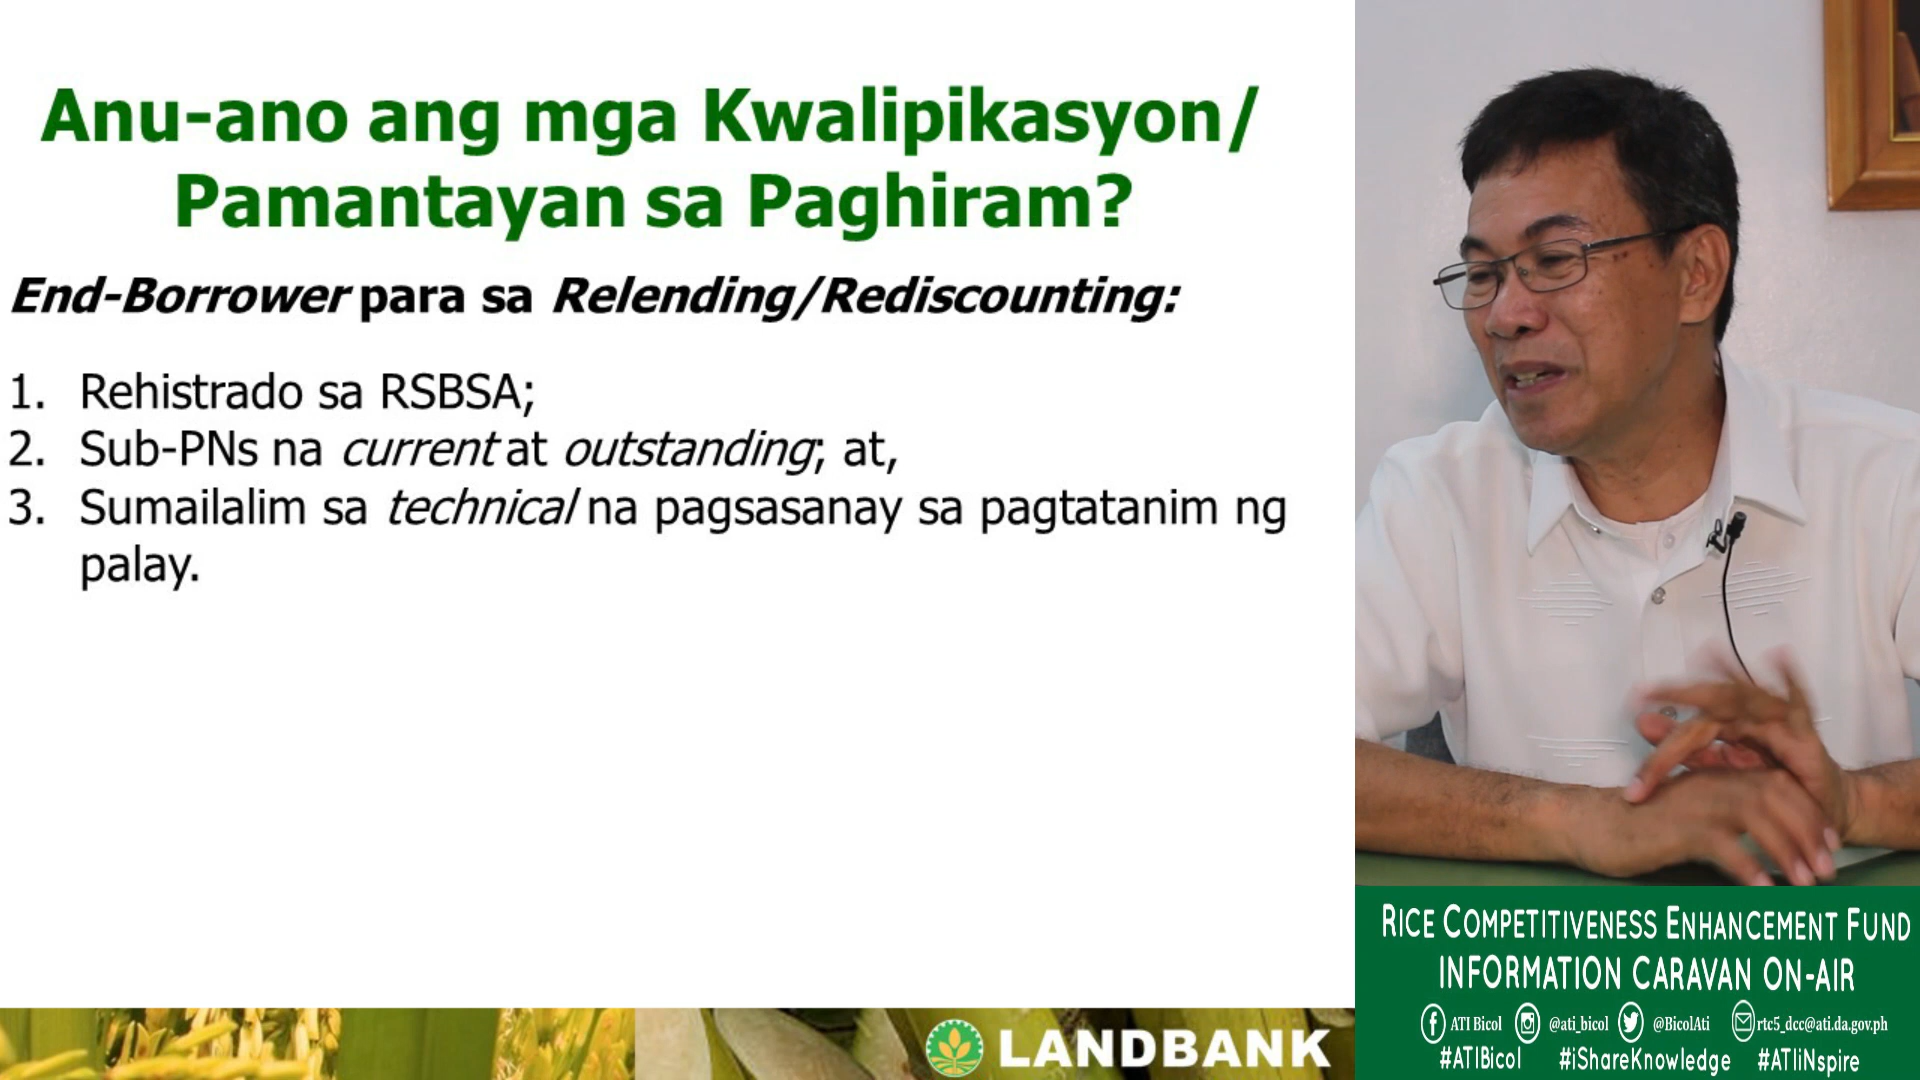 Anu-ano ang mga Kwalipikasyon/
Pamantayan sa Paghiram?
End-Borrower para sa Relending/Rediscounting:
1. Rehistrado sa RSBSA;
2. Sub-PNs na current at outstanding; at,
3. Sumailalim sa technical na pagsasanay sa pagtatanim ng
palay.
LANDBANK
RICE COMPETITIVENESS ENHANCEMENT FUND
INFORMATION CARAVAN ON-AIR
ATI Bicol @ati_bicol @BicolAti rtc5_dcc@ati.da.gov.ph
#ATIBicol #iShareKnowledge #ATIiNspire